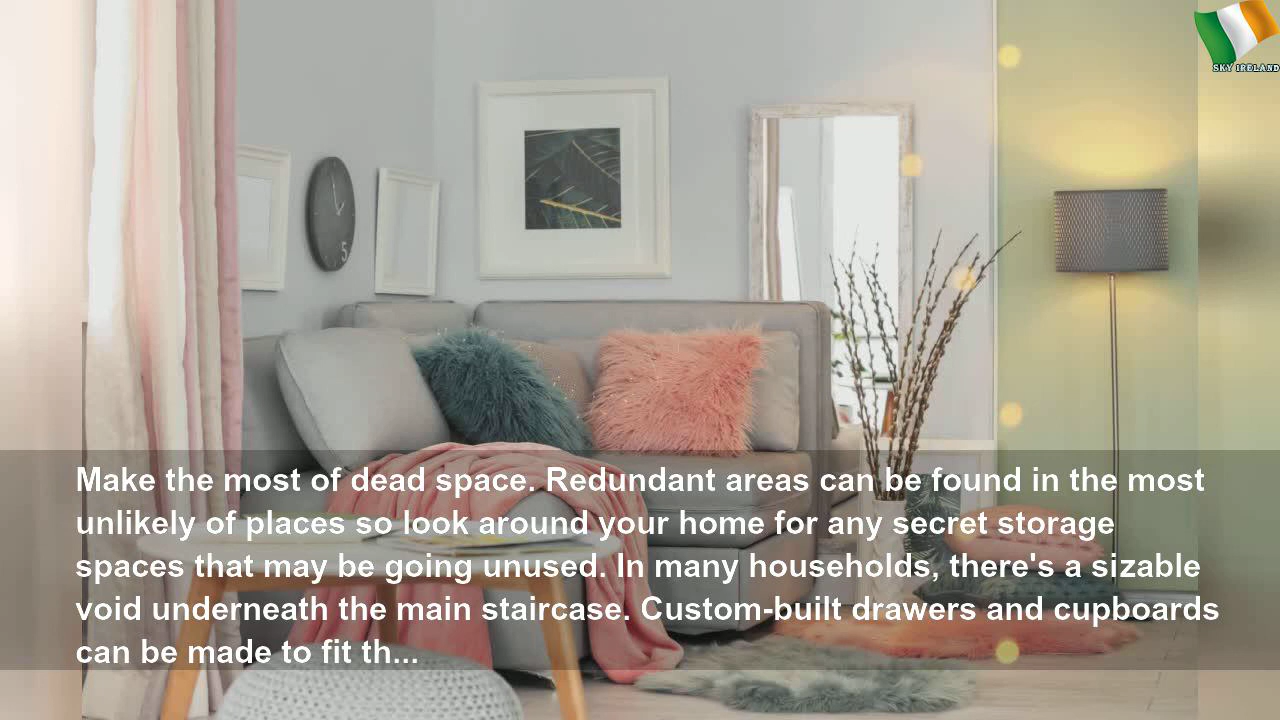 SKY IRELAND
5
Make the most of dead space. Redundant areas can be found in the most
unlikely of places so look around your home for any secret storage
spaces that may be going unused. In many households, there's a sizable
void underneath the main staircase. Custom-built drawers and cupboards
can be made to fit th...